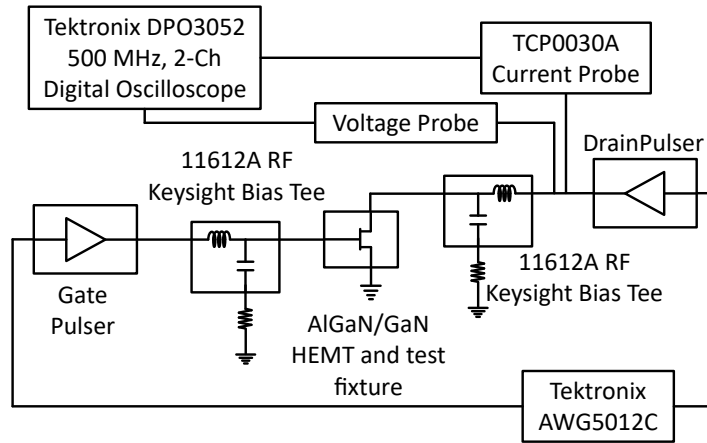 Tektronix DPO3052
500 MHz, 2-Ch
Digital Oscilloscope
TCP0030A
Current Probe
Voltage Probe
DrainPulser
11612A RF
Keysight Bias Tee
Gate
Pulser
11612A RF
Keysight Bias Tee
AlGaN/GaN
HEMT and test
fixture
Tektronix
AWG5012C